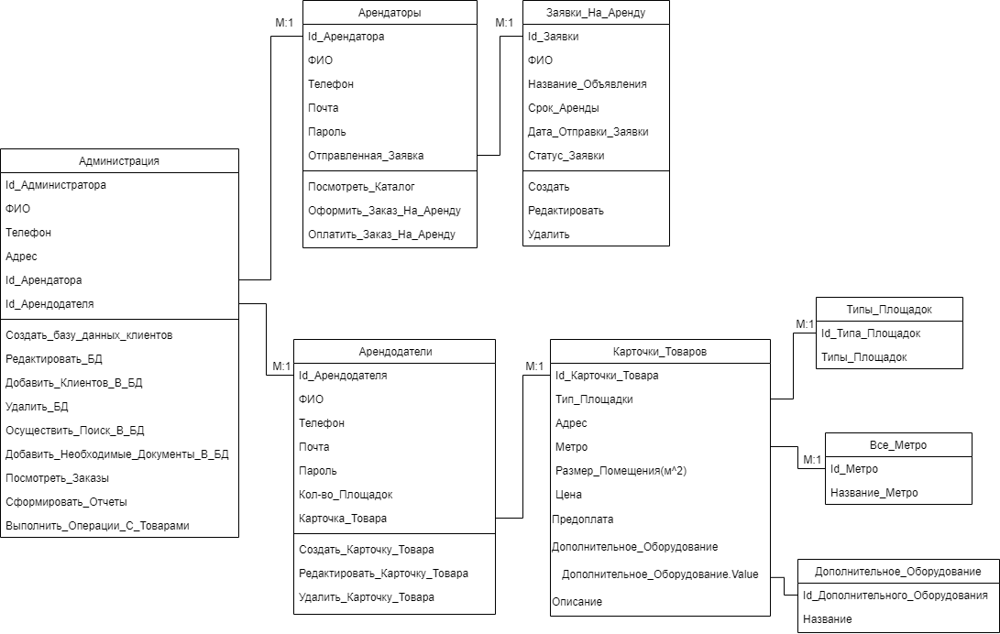 Администрация
Id_Администратора
ФИО
Телефон
Адрес
Id_Арендатора
Id_Арендодателя
Создать_базу_данных_клиентов
Редактировать_БД
Добавить_Клиентов_В_БД
Удалить_БД
Осуществить_Поиск_В_БД
Добавить_Необходимые_Документы_В_БД
Посмотреть_Заказы
Сформировать_Отчеты
Выполнить_Операции_С_Товарами
М:1
Арендаторы
Id_Арендатора
ФИО
Телефон
Почта
Пароль
Отправленная_Заявка
Посмотреть_Каталог
Оформить_Заказ_На_Аренду
Оплатить_Заказ_На_Аренду
М:1
Заявки_На_Аренду
Id_Заявки
ФИО
Название_Объявления
Срок_Аренды
Дата_Отправки_Заявки
Статус_Заявки
Создать
Редактировать
Удалить
М:1
Арендодатели
Id_Арендодателя
ФИО
Телефон
Почта
Пароль
Кол-во_Площадок
Карточка_Товара
Создать_Карточку_Товара
Редактировать_Карточку_Товара
Удалить_Карточку_Товара
М:1
Карточки_Товаров
Id_Карточки_Товара
Тип_Площадки
Адрес
Метро
Размер_Помещения(м^2)
Цена
Предоплата
Дополнительное_Оборудование
Дополнительное_Оборудование.Value
Описание
М:1
Типы_Площадок
Id_Типа_Площадок
Типы_Площадок
М:1
Все_Метро
Id_Метро
Название_Метро
Дополнительное_Оборудование
Id_Дополнительного_Оборудования
Название